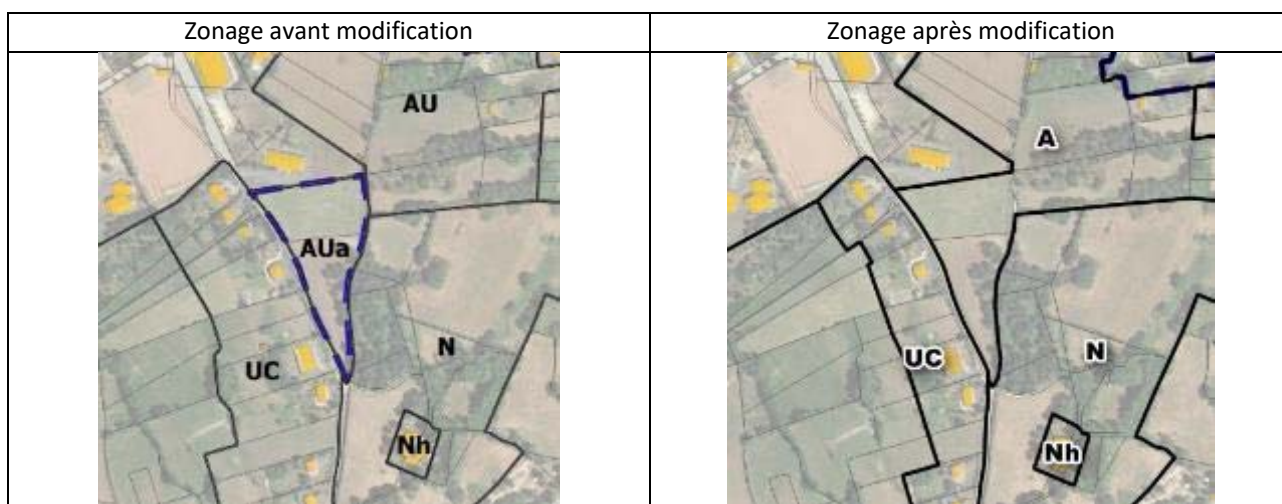 Zonage avant modification
Zonage après modification
AU
AUa
N
UC
Nh
A
UC
N
Nh